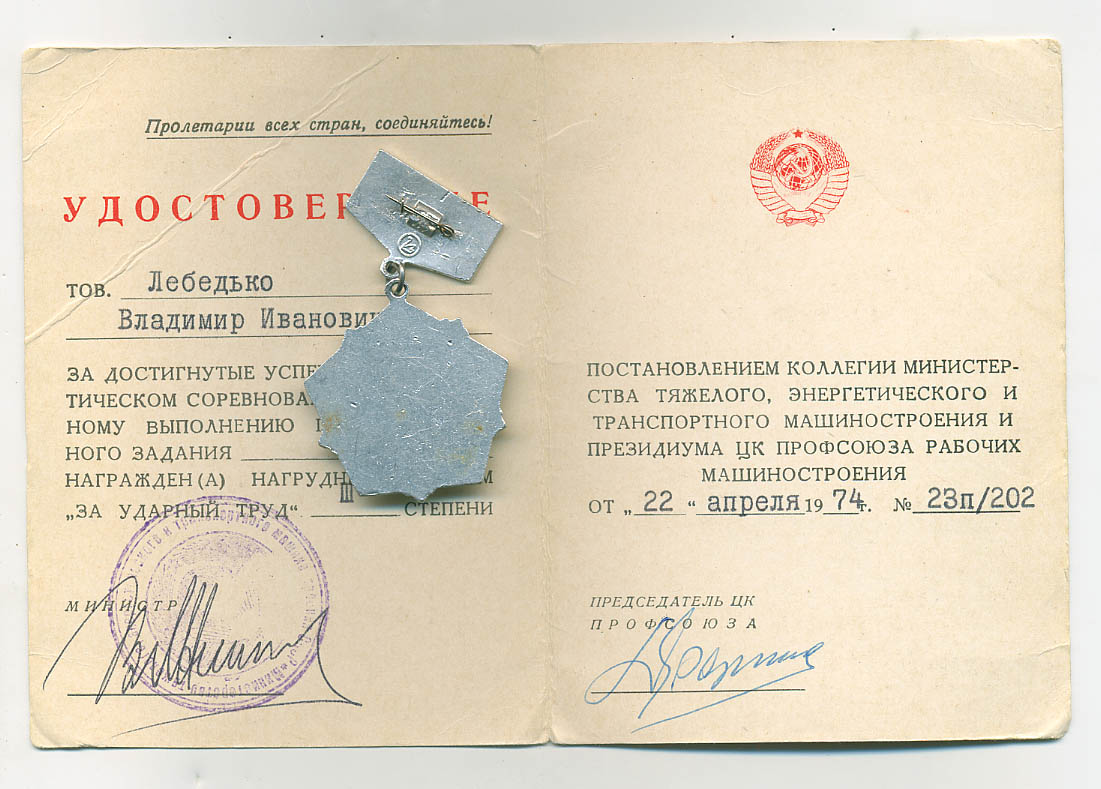 Пролетарии всех стран, соединяйтесь!
УДОСТОВЕР Е
тов. Лебедько
Владимир Иванови
ЗА ДОСТИГНУТЫЕ УСПЕ
ТИЧЕСКОМ СОРЕВНОВА
НОМУ ВЫПОЛНЕНИЮ
НОГО ЗАДАНИЯ
НАГРАЖДЕН(А) НАГРУДН М
„ЗА УДАРНЫЙ ТРУД“ III СТЕПЕНИ
МИНИСТР
ПОСТАНОВЛЕНИЕМ КОЛЛЕГИИ МИНИСТЕР-
СТВА ТЯЖЕЛОГО, ЭНЕРГЕТИЧЕСКОГО И
ТРАНСПОРТНОГО МАШИНОСТРОЕНИЯ И
ПРЕЗИДИУМА ЦК ПРОФСОЮЗА РАБОЧИХ
МАШИНОСТРОЕНИЯ
ОТ „22“ апреля 1974г. № 23п/202
ПРЕДСЕДАТЕЛЬ ЦК
ПРОФСОЮЗА